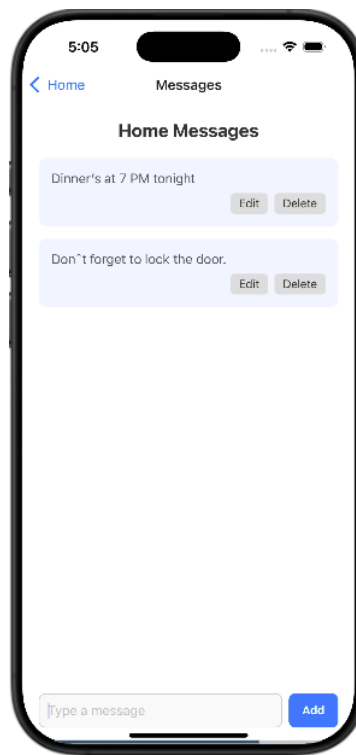 5:05
Home
Messages
Home Messages
Dinner's at 7 PM tonight
Edit
Delete
Don^t forget to lock the door.
Edit
Delete
Type a message
Add